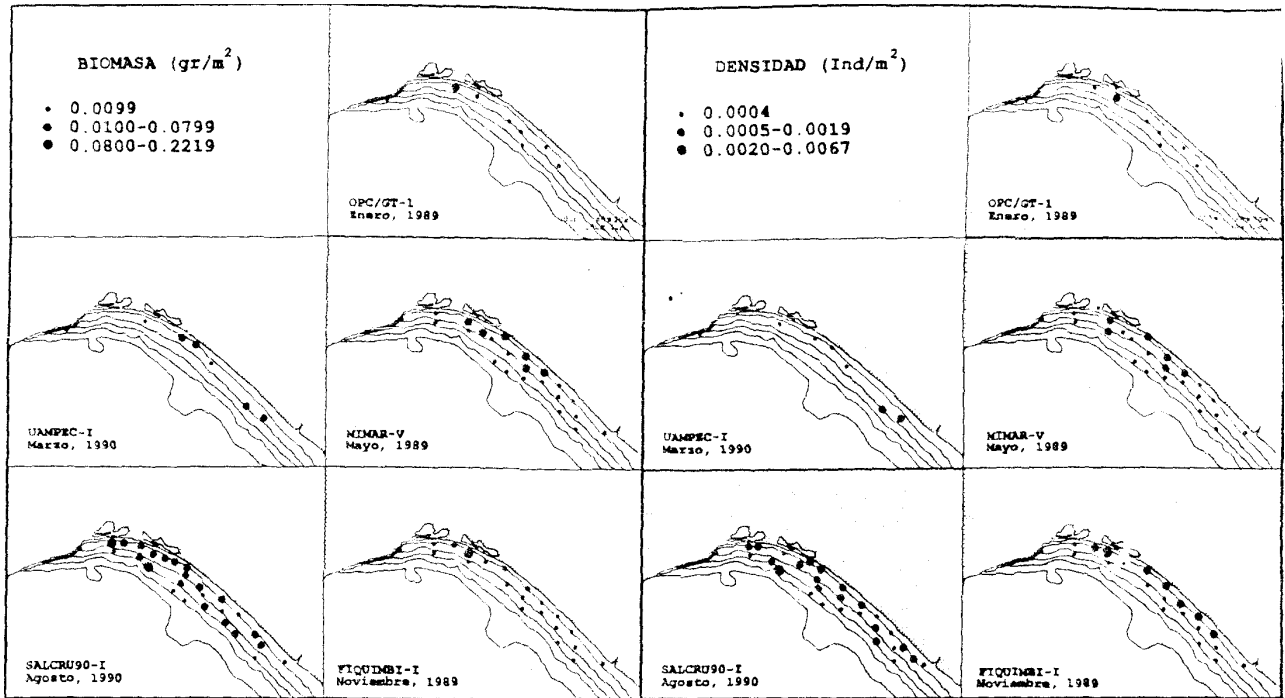 BIOMASA (gr/m²)
0.0099
0.0100-0.0799
0.0800-0.2219
OPC/GT-1
Enero, 1989
DENSIDAD (Ind/m²)
0.0004
0.0005-0.0019
0.0020-0.0067
OPC/GT-1
Enero, 1989
UAMPEC-I
Marzo, 1990
MIMAR-V
Mayo, 1989
UAMPEC-I
Marzo, 1990
MIMAR-V
Mayo, 1989
SALCRU90-I
Agosto, 1990
FIQUIMBI-I
Noviembre, 1989
SALCRU90-I
Agosto, 1990
FIQUIMBI-I
Noviembre, 1989